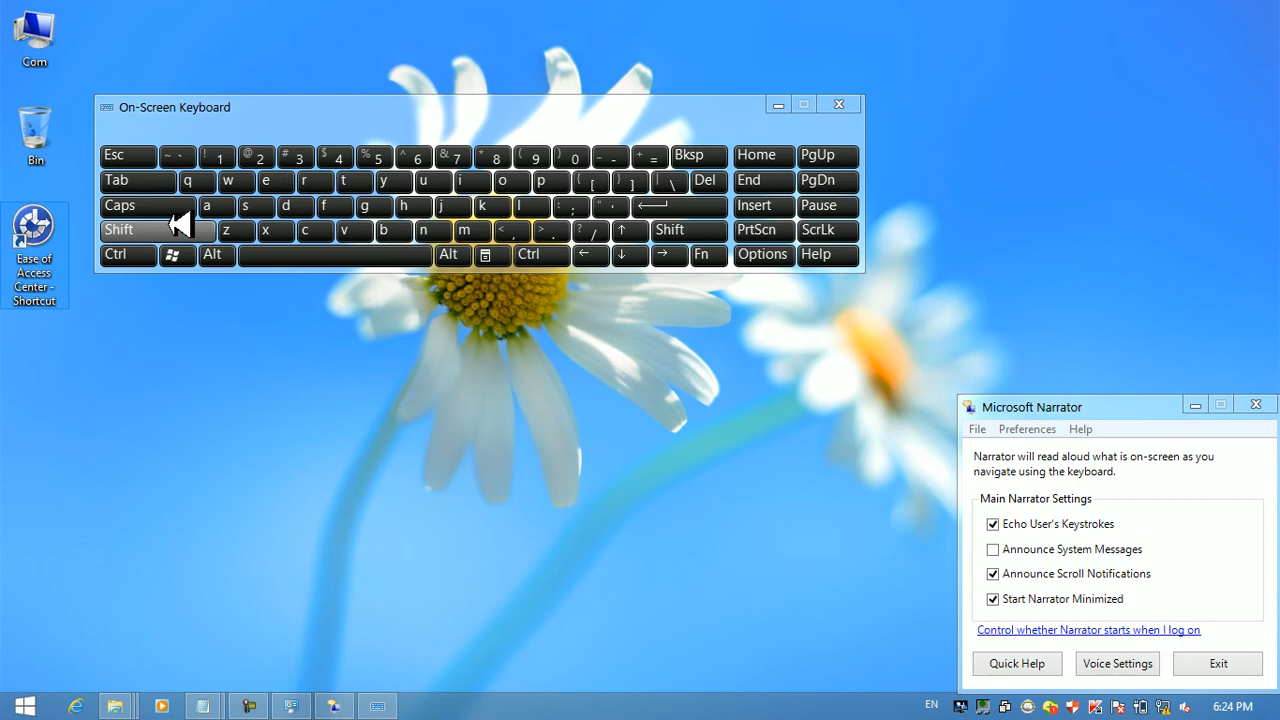 Com
Bin
Ease of
Access
Center -
Shortcut
On-Screen Keyboard
Esc ~ ` ! 1 @ 2 # 3 $ 4 % 5 ^ 6 & 7 * 8 ( 9 ) 0 _ - + = Bksp Home PgUp
Tab q w e r t y u i o p { [ } ] | \ Del End PgDn
Caps a s d f g h j k l : ; " ' Insert Pause
Shift z x c v b n m < , > . ? / ↑ Shift PrtScn ScrLk
Ctrl Alt Alt Ctrl ← ↓ → Fn Options Help
Microsoft Narrator
File Preferences Help
Narrator will read aloud what is on-screen as you
navigate using the keyboard.
Main Narrator Settings
Echo User's Keystrokes
Announce System Messages
Announce Scroll Notifications
Start Narrator Minimized
Control whether Narrator starts when I log on
Quick Help Voice Settings Exit
EN 6:24 PM